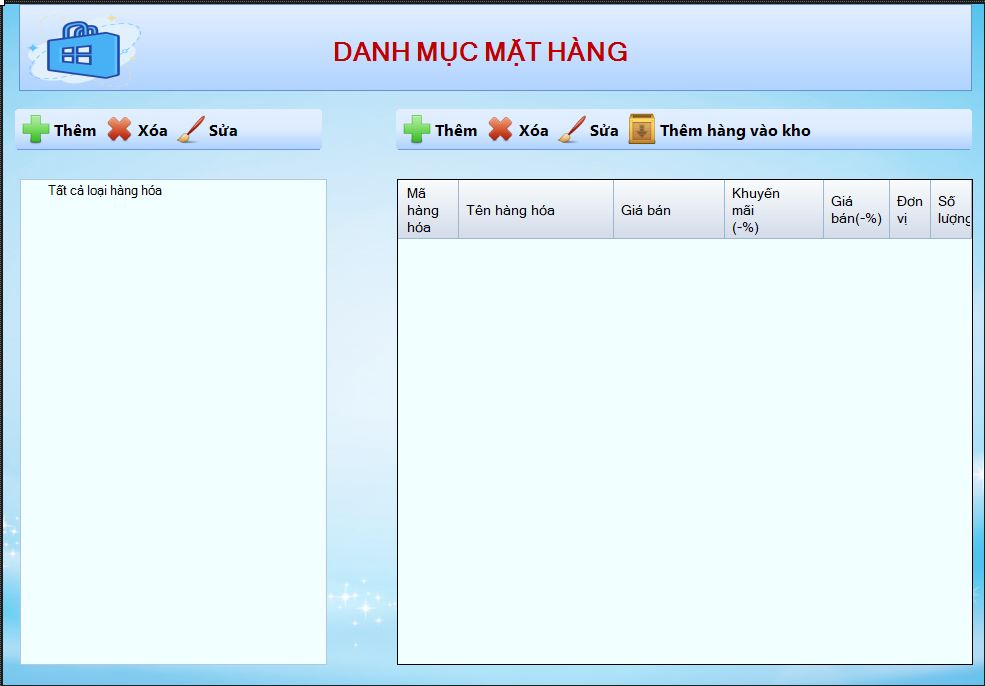 DANH MỤC MẶT HÀNG
Thêm Xóa Sửa
Thêm Xóa Sửa Thêm hàng vào kho
Tất cả loại hàng hóa
Mã hàng hóa
Tên hàng hóa
Giá bán
Khuyến mãi (-%)
Giá bán(-%)
Đơn vị
Số lượng